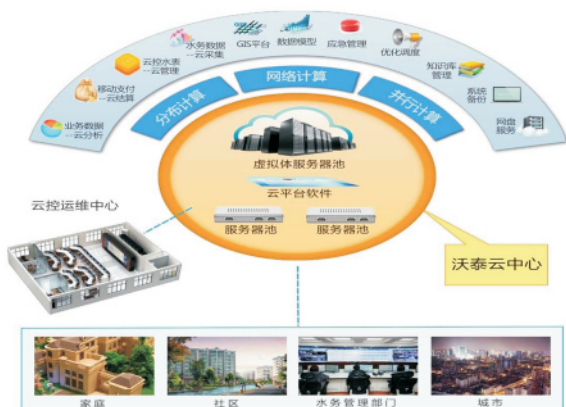 业务数据
—云分析
移动支付
—云结算
云控水表
—云管理
水务数据
—云采集
GIS平台
数据模型
应急管理
优化调度
知识库
管理
系统
备份
网盘
服务
分布计算
网络计算
并行计算
虚拟体服务器池
云平台软件
服务器池
服务器池
云控运维中心
沃泰云中心
家庭
社区
水务管理部门
城市